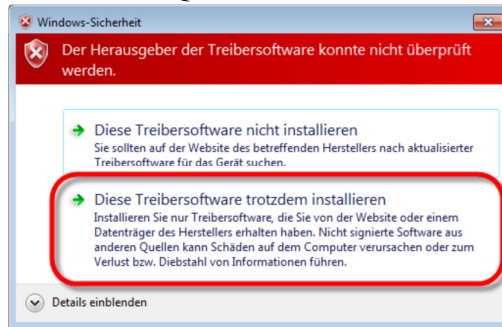 Windows-Sicherheit
Der Herausgeber der Treibersoftware konnte nicht überprüft
werden.
Diese Treibersoftware nicht installieren
Sie sollten auf der Website des betreffenden Herstellers nach aktualisierter
Treibersoftware für das Gerät suchen.
Diese Treibersoftware trotzdem installieren
Installieren Sie nur Treibersoftware, die Sie von der Website oder einem
Datenträger des Herstellers erhalten haben. Nicht signierte Software aus
anderen Quellen kann Schäden auf dem Computer verursachen oder zum
Verlust bzw. Diebstahl von Informationen führen.
Details einblenden